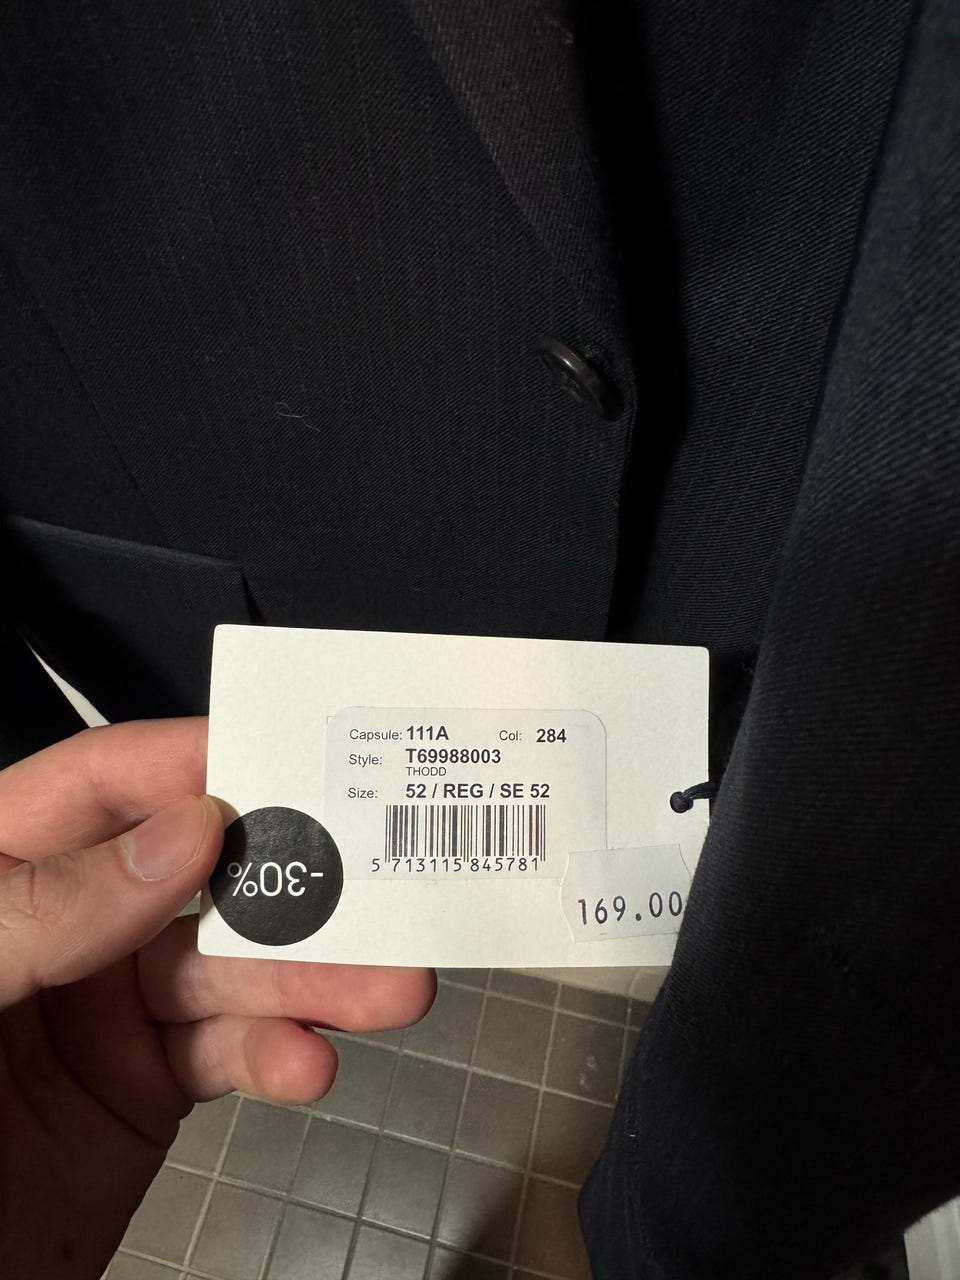 Capsule: 111A Col: 284
Style: T69988003
THODD
Size: 52 / REG / SE 52
5 713115 845781
-30%
169.00